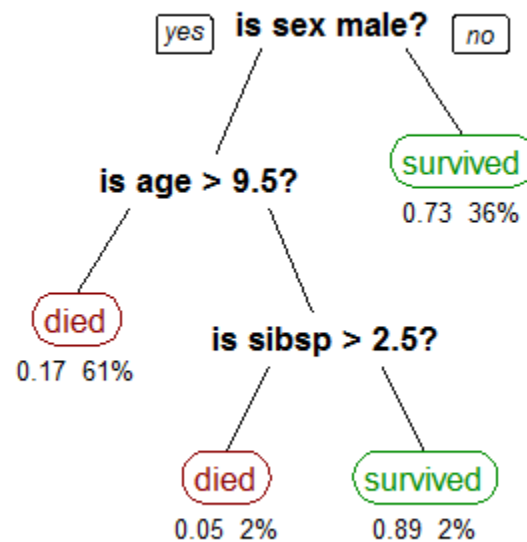 yes is sex male? no
survived
0.73 36%
is age > 9.5?
died
0.17 61%
is sibsp > 2.5?
died survived
0.05 2% 0.89 2%